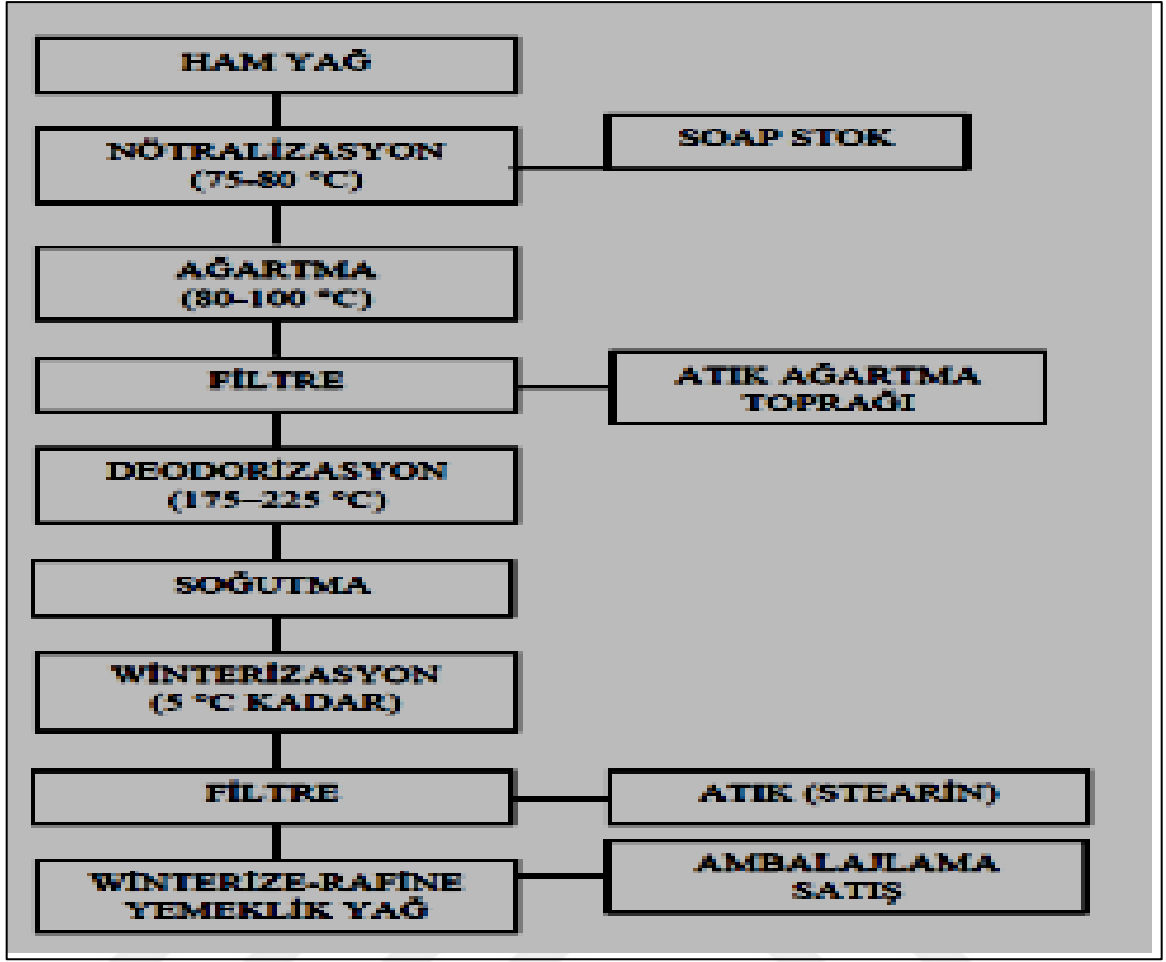 HAM YAĞ
NÖTRALİZASYON
(75-80 °C)
SOAP STOK
AĞARTMA
(80–100 °C)
FİLTRE
ATIK AĞARTMA
TOPRAĞI
DEODORİZASYON
(175–225 °C)
SOĞUTMA
WİNTERİZASYON
(5 °C KADAR)
FİLTRE
ATIK (STEARİN)
WİNTERİZE-RAFİNE
YEMEKLİK YAĞ
AMBALAJLAMA
SATIŞ